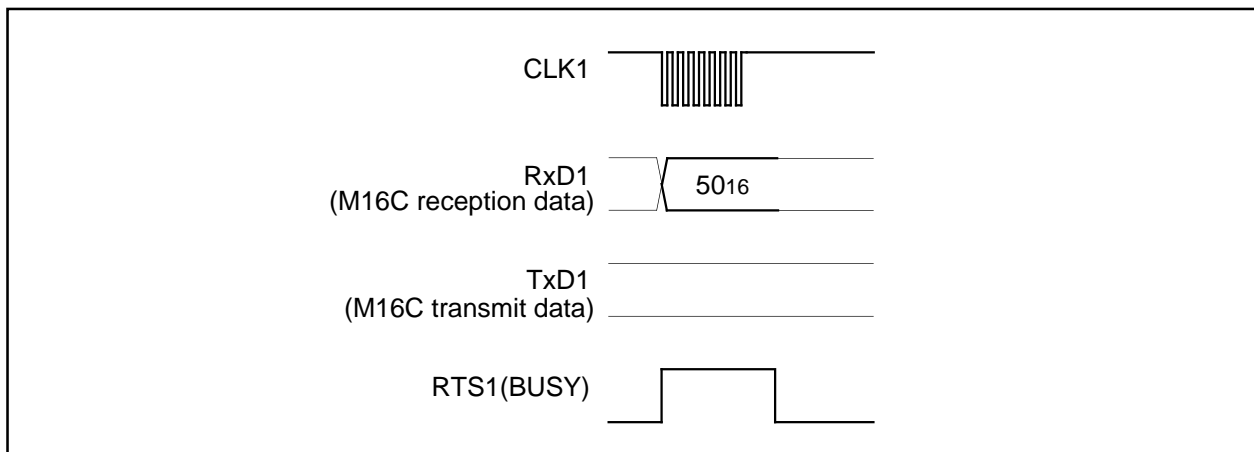 CLK1
RxD1
(M16C reception data)
5016
TxD1
(M16C transmit data)
RTS1(BUSY)